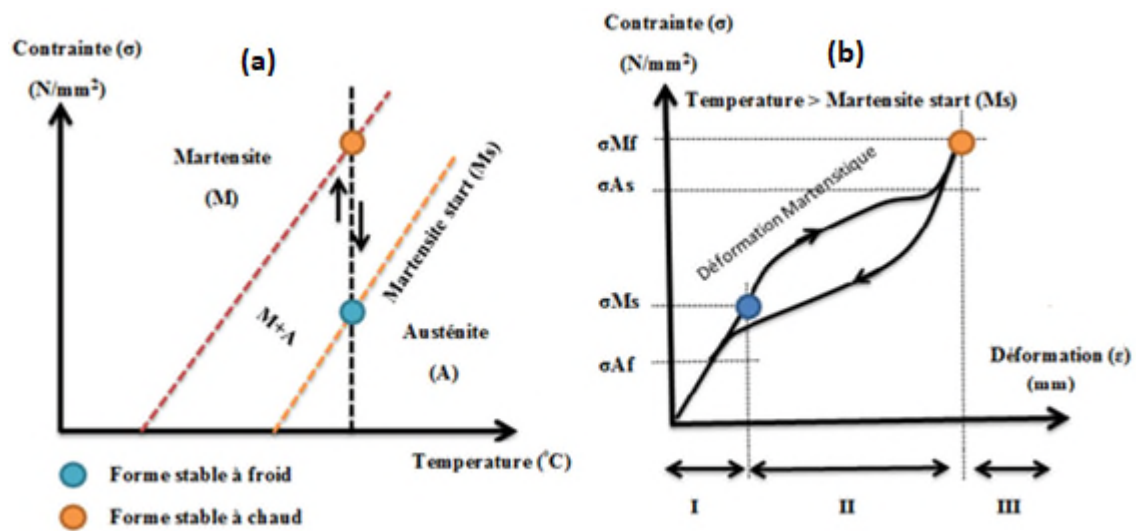 Contrainte (σ)
(N/mm²)
(a)
Martensite
(M)
Martensite start (Ms)
M+A
Austénite
(A)
Temperature (°C)
Forme stable à froid
Forme stable à chaud
Contrainte (σ)
(N/mm²)
(b)
Temperature > Martensite start (Ms)
σMf
σAs
Déformation Martensitique
σMs
σAf
Déformation (ε)
(mm)
I
II
III